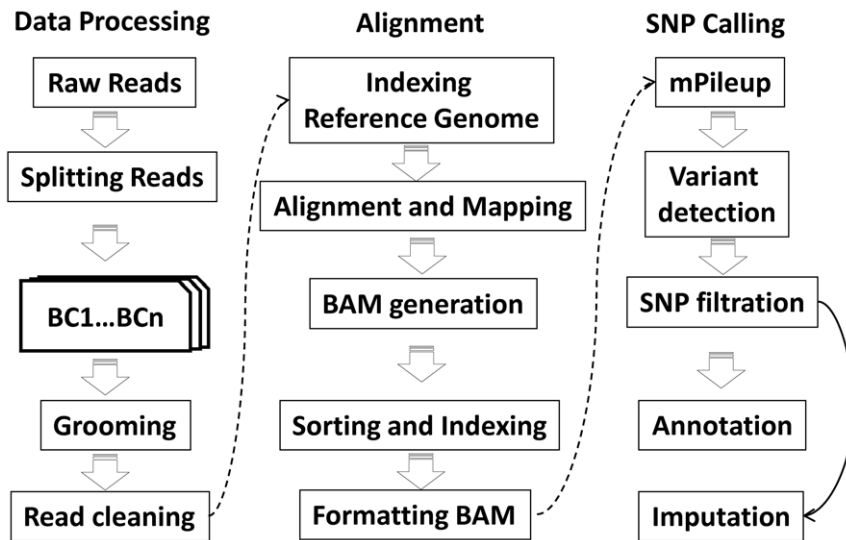 Data Processing
Raw Reads
Splitting Reads
BC1...BCn
Grooming
Read cleaning
Alignment
Indexing
Reference Genome
Alignment and Mapping
BAM generation
Sorting and Indexing
Formatting BAM
SNP Calling
mPileup
Variant
detection
SNP filtration
Annotation
Imputation